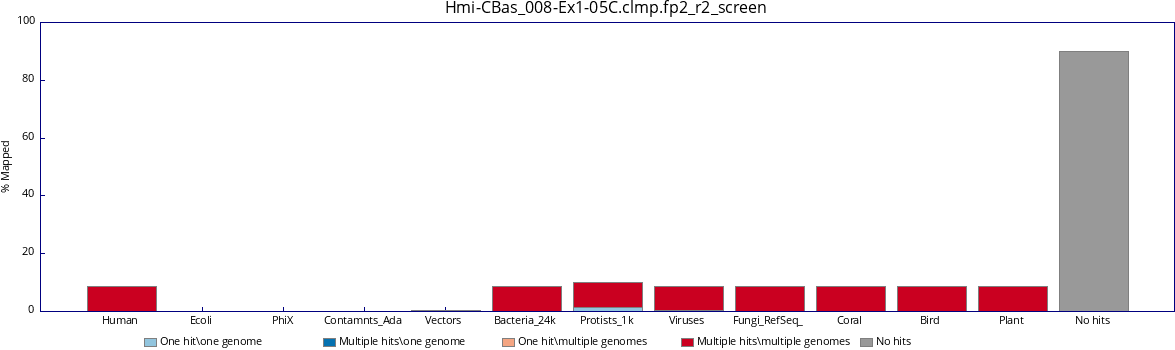 Hmi-CBas_008-Ex1-05C.clmp.fp2_r2_screen
100
80
60
40
20
0
% Mapped
Human Ecoli PhiX Contamnts_Ada Vectors Bacteria_24k Protists_1k Viruses Fungi_RefSeq_ Coral Bird Plant No hits
One hit\one genome Multiple hits\one genome One hit\multiple genomes Multiple hits\multiple genomes No hits